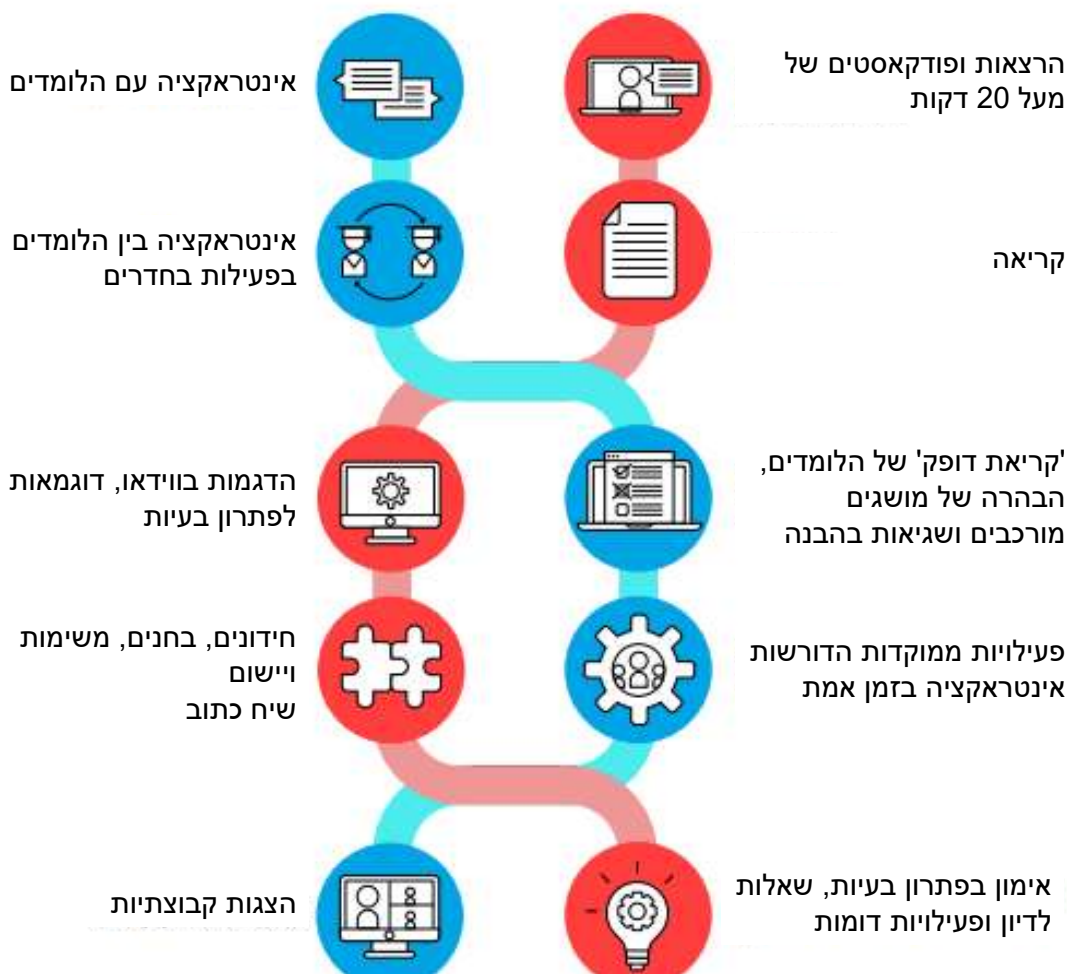 הרצאות ופודקאסטים של
מעל 20 דקות
אינטראקציה עם הלומדים
קריאה
אינטראקציה בין הלומדים
בפעילות בחדרים
'קריאת דופק' של הלומדים,
הבהרה של מושגים
מורכבים ושגיאות בהבנה
הדגמות בווידאו, דוגמאות
לפתרון בעיות
פעילויות ממוקדות הדורשות
אינטראקציה בזמן אמת
חידונים, בחנים, משימות
ויישום
שיח כתוב
אימון בפתרון בעיות, שאלות
לדיון ופעילויות דומות
הצגות קבוצתיות